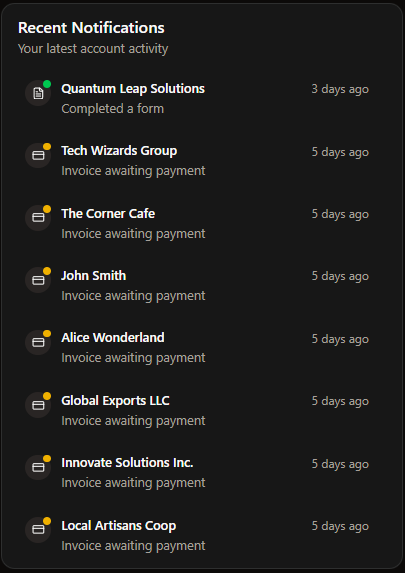 Recent Notifications
Your latest account activity
Quantum Leap Solutions 3 days ago
Completed a form
Tech Wizards Group 5 days ago
Invoice awaiting payment
The Corner Cafe 5 days ago
Invoice awaiting payment
John Smith 5 days ago
Invoice awaiting payment
Alice Wonderland 5 days ago
Invoice awaiting payment
Global Exports LLC 5 days ago
Invoice awaiting payment
Innovate Solutions Inc. 5 days ago
Invoice awaiting payment
Local Artisans Coop 5 days ago
Invoice awaiting payment